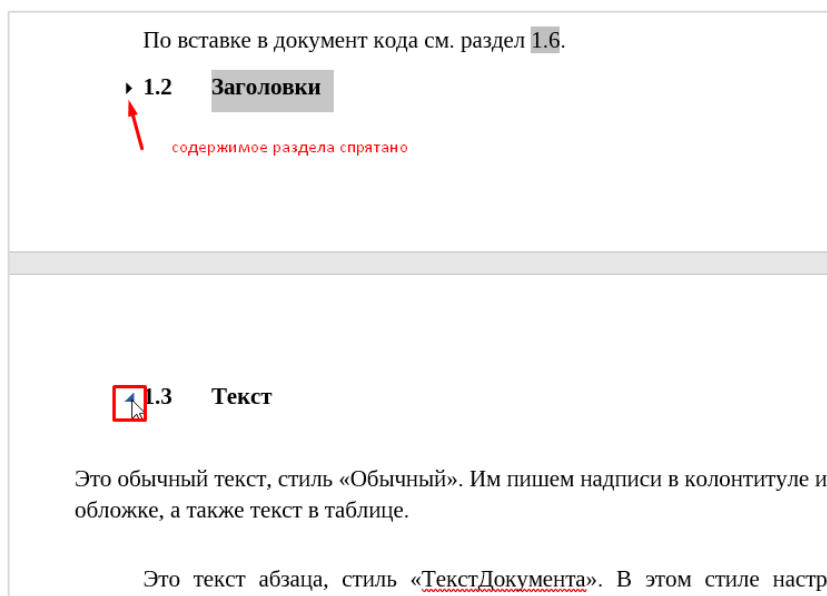 По вставке в документ кода см. раздел 1.6.
1.2 Заголовки
содержимое раздела спрятано
1.3 Текст
Это обычный текст, стиль «Обычный». Им пишем надписи в колонтитуле и
обложке, а также текст в таблице.
Это текст абзаца, стиль «ТекстДокумента». В этом стиле настр